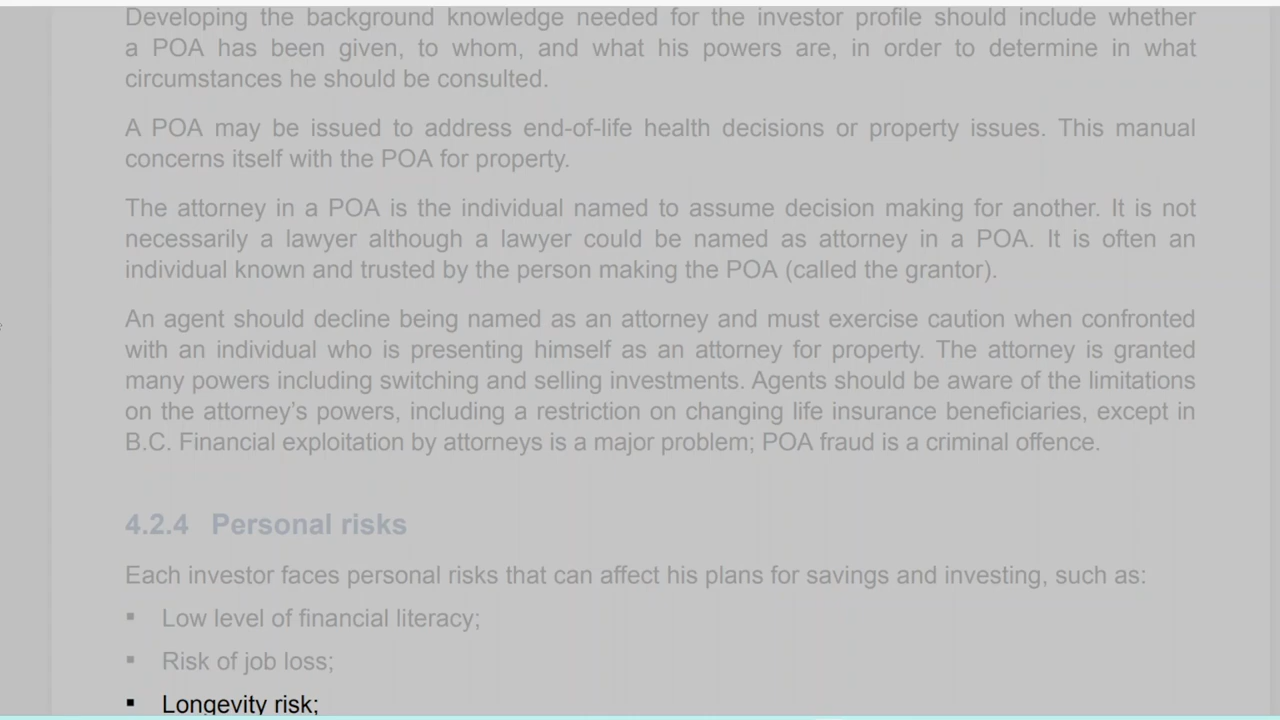 Developing the background knowledge needed for the investor profile should include whether
a POA has been given, to whom, and what his powers are, in order to determine in what
circumstances he should be consulted.
A POA may be issued to address end-of-life health decisions or property issues. This manual
concerns itself with the POA for property.
The attorney in a POA is the individual named to assume decision making for another. It is not
necessarily a lawyer although a lawyer could be named as attorney in a POA. It is often an
individual known and trusted by the person making the POA (called the grantor).
An agent should decline being named as an attorney and must exercise caution when confronted
with an individual who is presenting himself as an attorney for property. The attorney is granted
many powers including switching and selling investments. Agents should be aware of the limitations
on the attorney's powers, including a restriction on changing life insurance beneficiaries, except in
B.C. Financial exploitation by attorneys is a major problem; POA fraud is a criminal offence.
4.2.4 Personal risks
Each investor faces personal risks that can affect his plans for savings and investing, such as:
▪ Low level of financial literacy;
▪ Risk of job loss;
▪ Longevity risk;